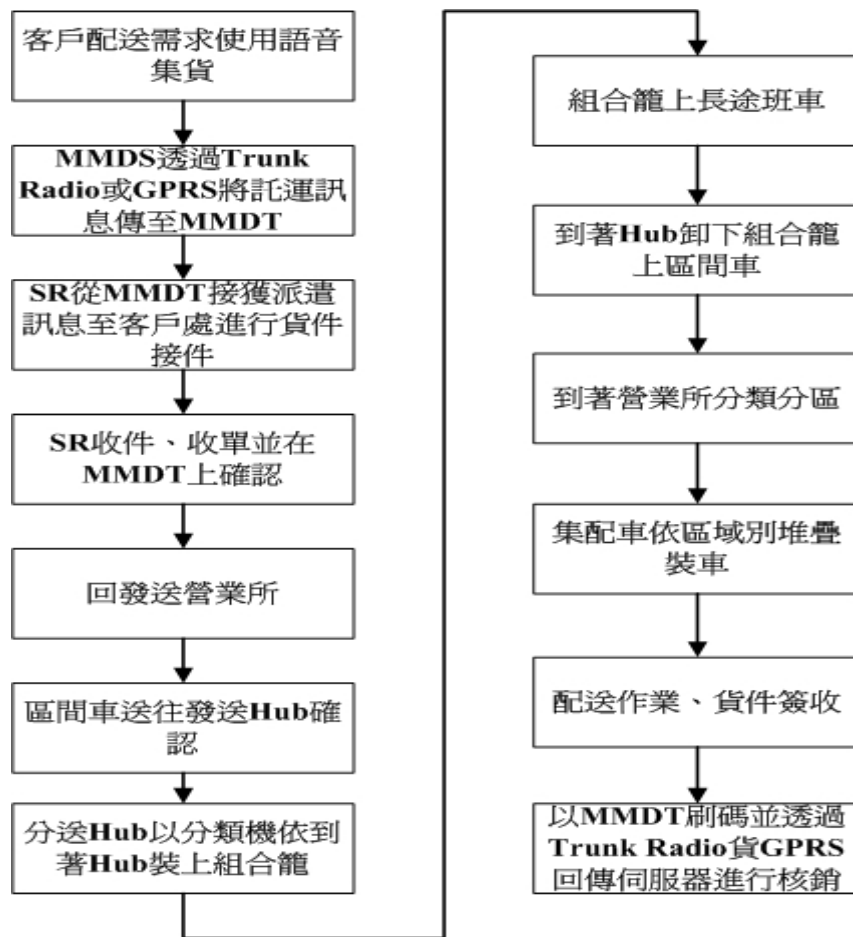 客戶配送需求使用語音
集貨
MMDS透過Trunk
Radio或GPRS將託運訊
息傳至MMDT
SR從MMDT接獲派遣
訊息至客戶處進行貨件
接件
SR收件、收單並在
MMDT上確認
回發送營業所
區間車送往發送Hub確
認
分送Hub以分類機依到
著Hub裝上組合籠
組合籠上長途班車
到著Hub卸下組合籠
上區間車
到著營業所分類分區
集配車依區域別堆疊
裝車
配送作業、貨件簽收
以MMDT刷碼並透過
Trunk Radio貨GPRS
回傳伺服器進行核銷